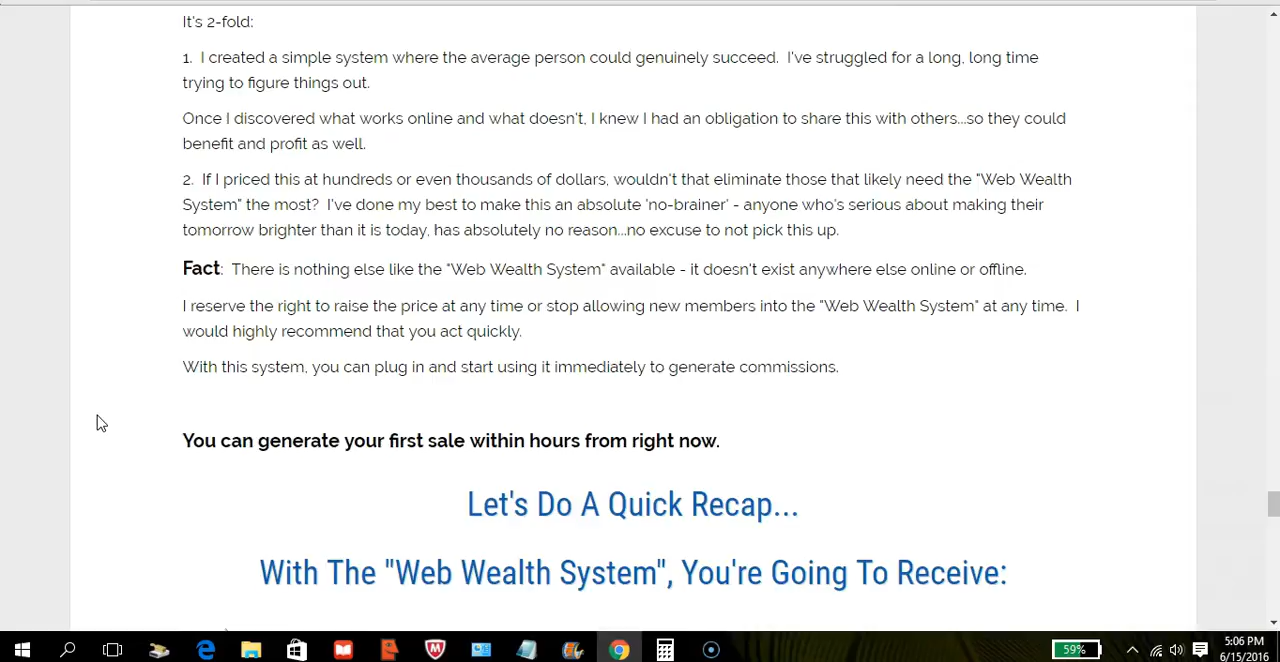 It's 2-fold:
1. I created a simple system where the average person could genuinely succeed. I've struggled for a long, long time
trying to figure things out.
Once I discovered what works online and what doesn't, I knew I had an obligation to share this with others...so they could
benefit and profit as well.
2. If I priced this at hundreds or even thousands of dollars, wouldn't that eliminate those that likely need the "Web Wealth
System" the most? I've done my best to make this an absolute 'no-brainer' - anyone who's serious about making their
tomorrow brighter than it is today, has absolutely no reason...no excuse to not pick this up.
Fact: There is nothing else like the "Web Wealth System" available - it doesn't exist anywhere else online or offline.
I reserve the right to raise the price at any time or stop allowing new members into the "Web Wealth System" at any time. I
would highly recommend that you act quickly.
With this system, you can plug in and start using it immediately to generate commissions.
You can generate your first sale within hours from right now.
Let's Do A Quick Recap...
With The "Web Wealth System", You're Going To Receive:
59%
5:06 PM
6/15/2016